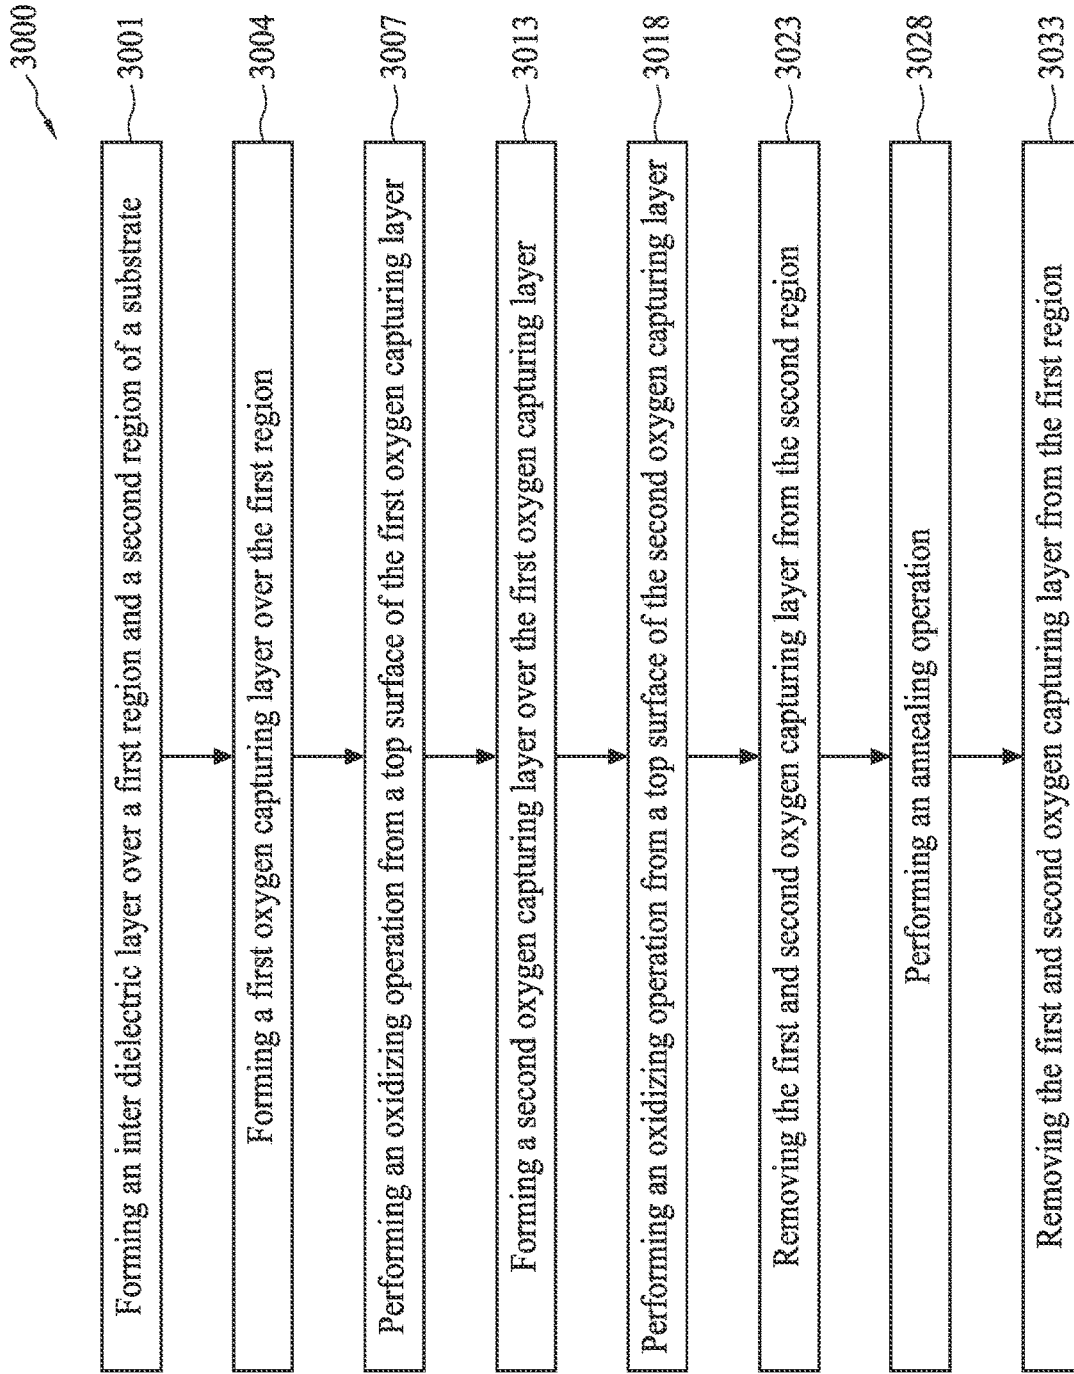 3000
Forming an inter dielectric layer over a first region and a second region of a substrate
3001
Forming a first oxygen capturing layer over the first region
3004
Performing an oxidizing operation from a top surface of the first oxygen capturing layer
3007
Forming a second oxygen capturing layer over the first oxygen capturing layer
3013
Performing an oxidizing operation from a top surface of the second oxygen capturing layer
3018
Removing the first and second oxygen capturing layer from the second region
3023
Performing an annealing operation
3028
Removing the first and second oxygen capturing layer from the first region
3033